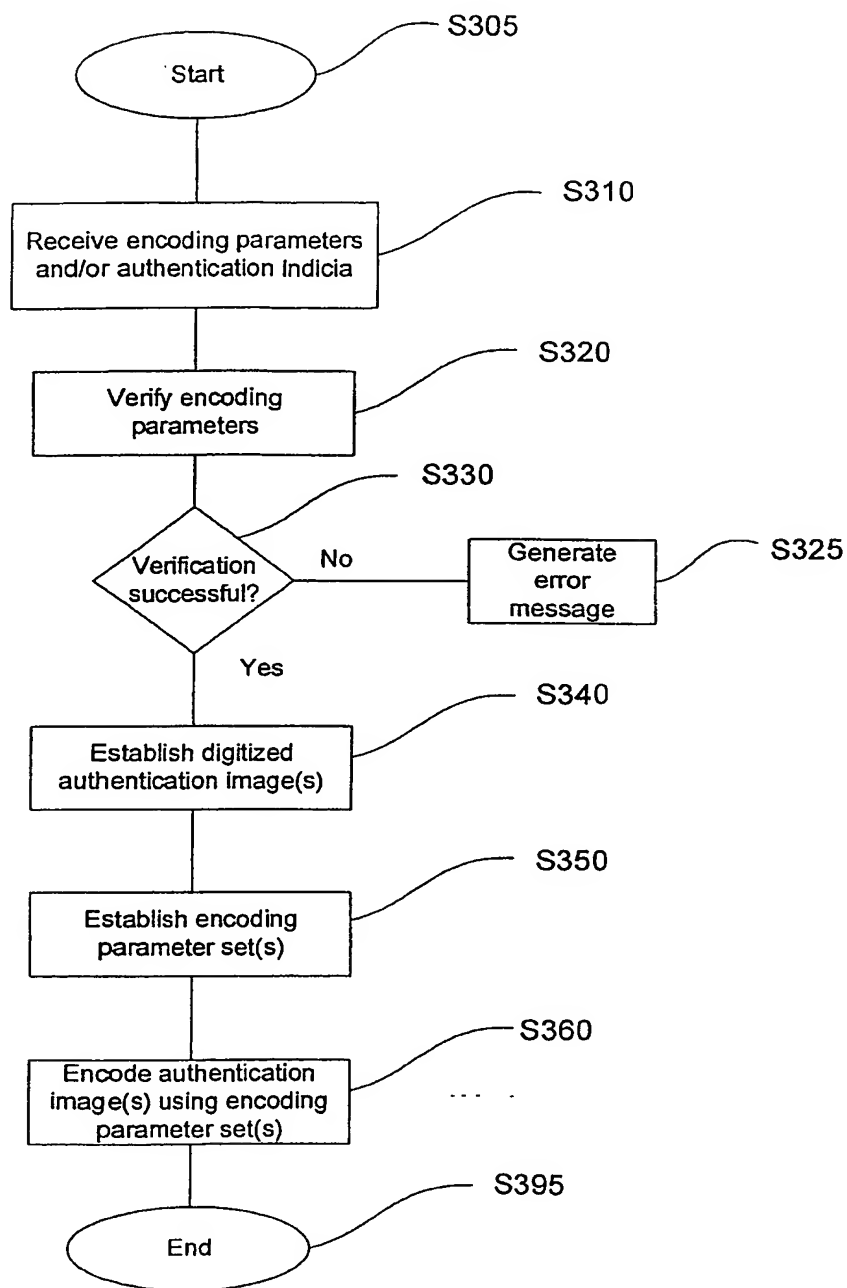 S305
Start
S310
Receive encoding parameters
and/or authentication Indicia
S320
Verify encoding
parameters
S330
Verification
successful?
No
Generate
error
message
S325
Yes
S340
Establish digitized
authentication image(s)
S350
Establish encoding
parameter set(s)
S360
Encode authentication
image(s) using encoding
parameter set(s)
S395
End